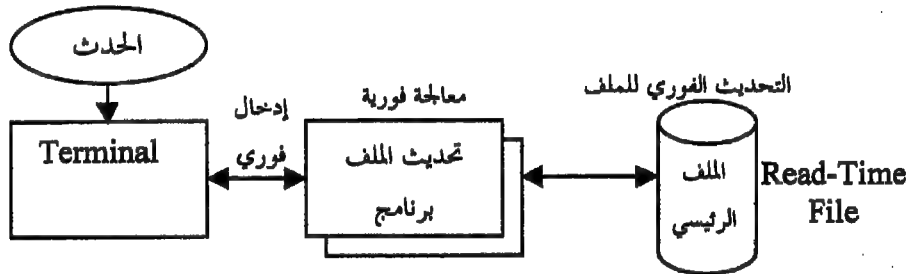 الحدث
Terminal
إدخال
فوري
معالجة فورية
تحديث الملف
برنامج
التحديث الفوري للملف
الملف
الرئيسي
Read-Time
File